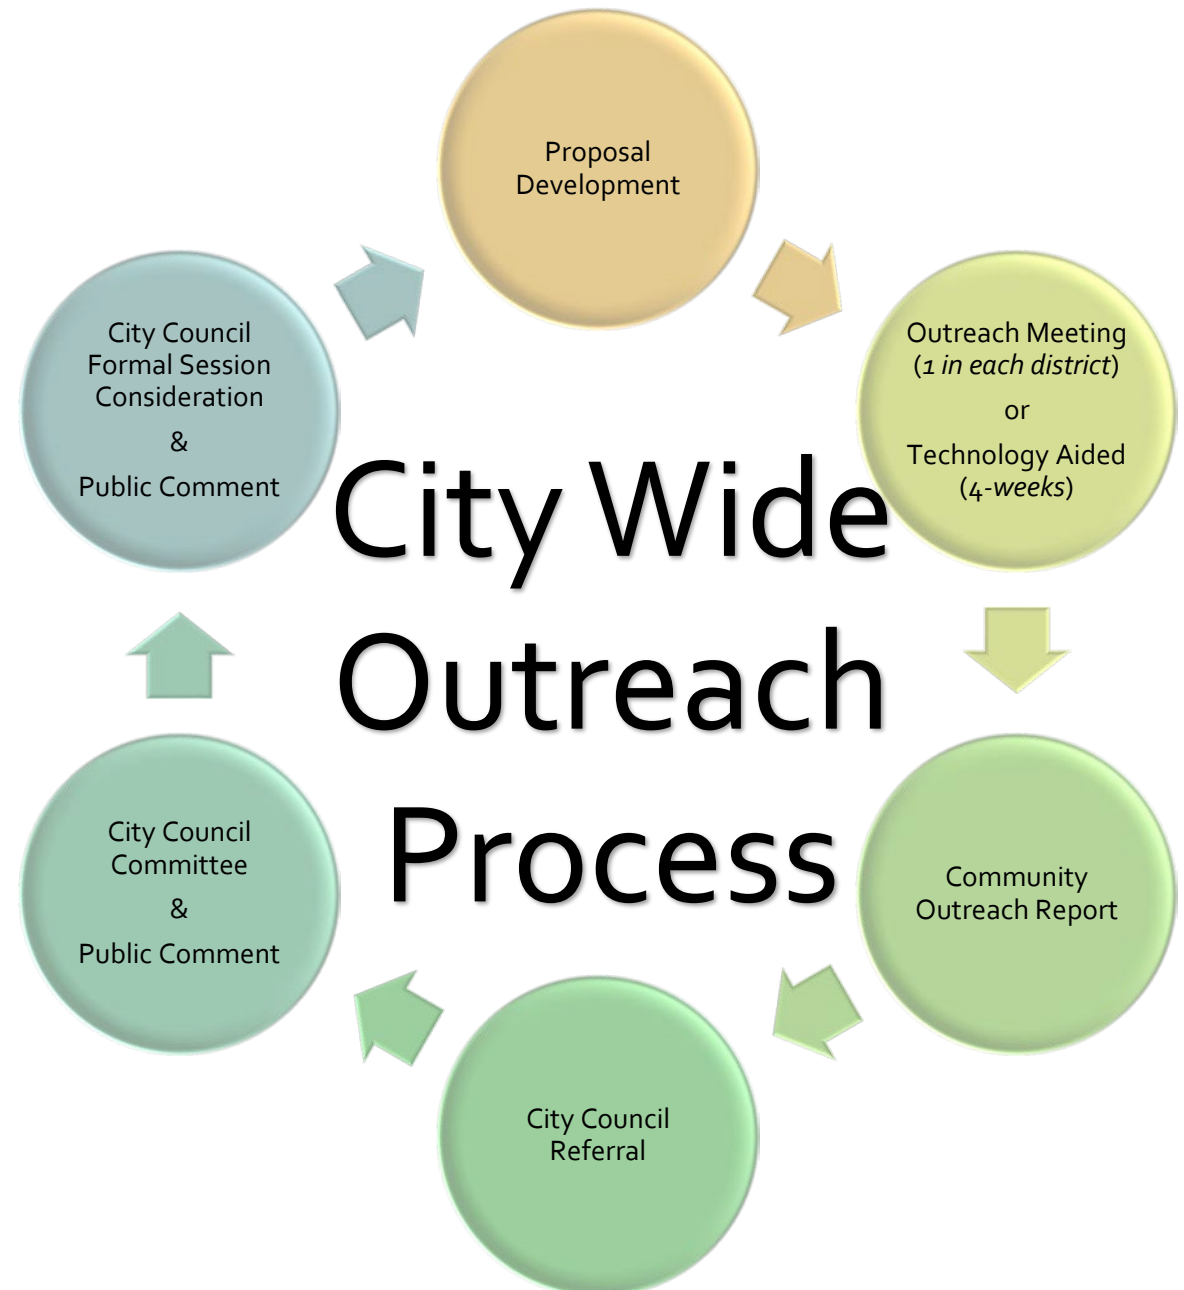 Proposal
Development
Outreach Meeting
(1 in each district)
or
Technology Aided
(4-weeks)
Community
Outreach Report
City Council
Referral
City Council
Committee
&
Public Comment
City Council
Formal Session
Consideration
&
Public Comment
City Wide
Outreach
Process